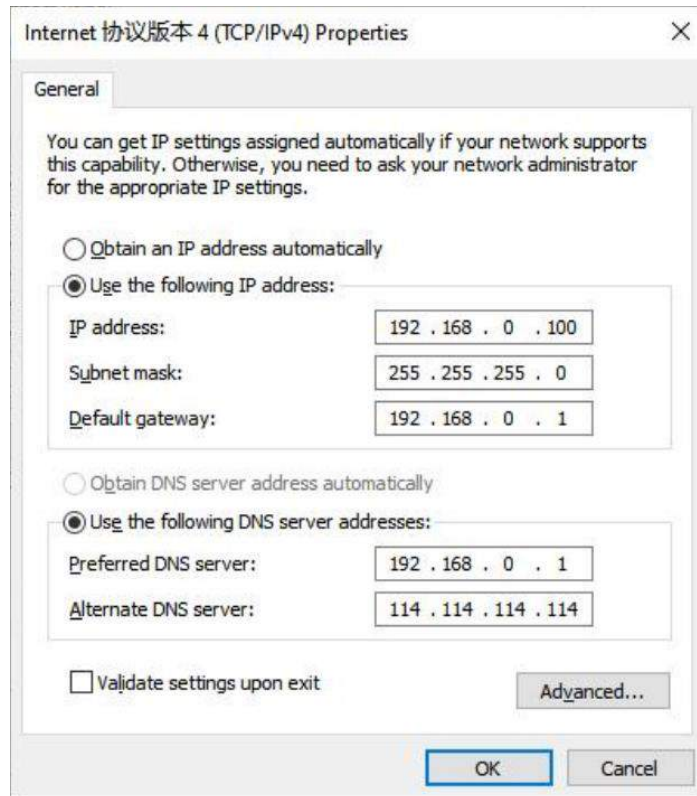 Internet 协议版本 4 (TCP/IPv4) Properties
General
You can get IP settings assigned automatically if your network supports
this capability. Otherwise, you need to ask your network administrator
for the appropriate IP settings.
Obtain an IP address automatically
Use the following IP address:
IP address: 192 . 168 . 0 . 100
Subnet mask: 255 . 255 . 255 . 0
Default gateway: 192 . 168 . 0 . 1
Obtain DNS server address automatically
Use the following DNS server addresses:
Preferred DNS server: 192 . 168 . 0 . 1
Alternate DNS server: 114 . 114 . 114 . 114
Validate settings upon exit
Advanced...
OK Cancel